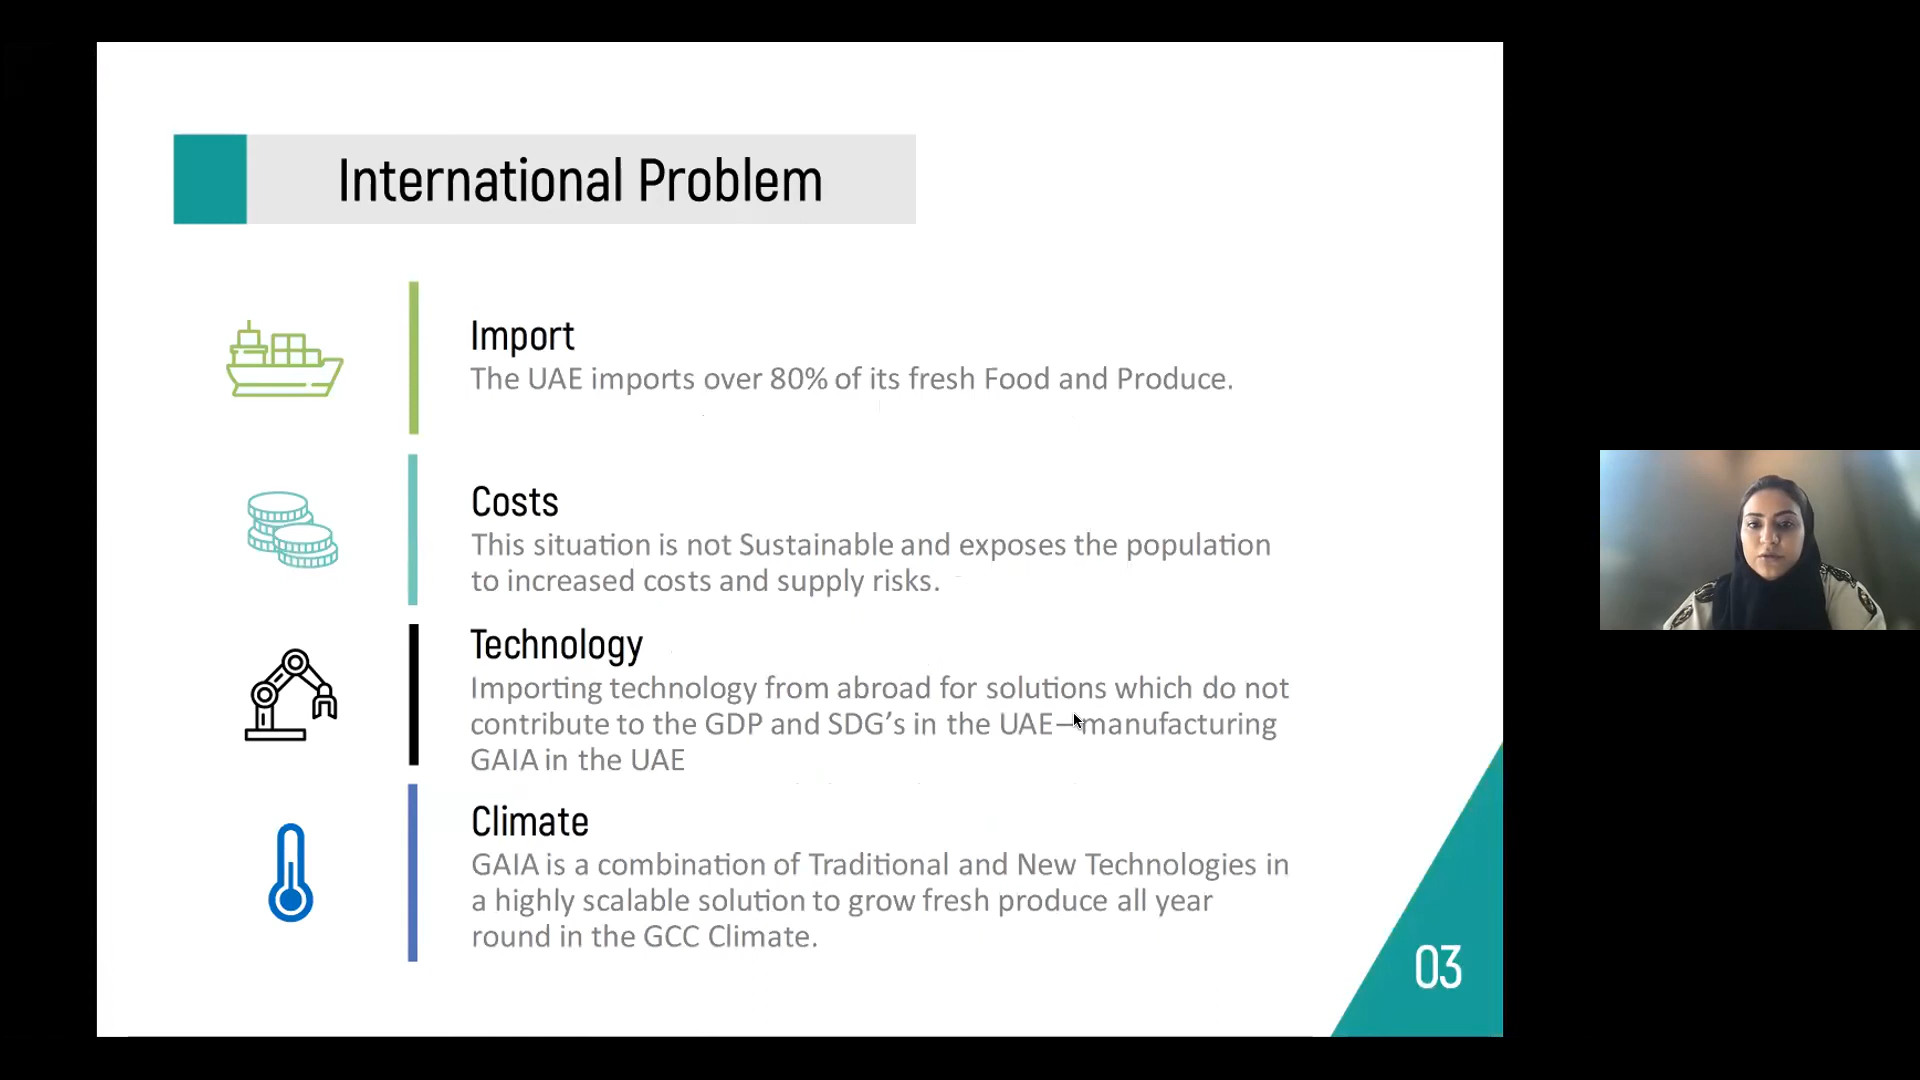 International Problem
Import
The UAE imports over 80% of its fresh Food and Produce.
Costs
This situation is not Sustainable and exposes the population
to increased costs and supply risks.
Technology
Importing technology from abroad for solutions which do not
contribute to the GDP and SDG’s in the UAE–manufacturing
GAIA in the UAE
Climate
GAIA is a combination of Traditional and New Technologies in
a highly scalable solution to grow fresh produce all year
round in the GCC Climate.
03